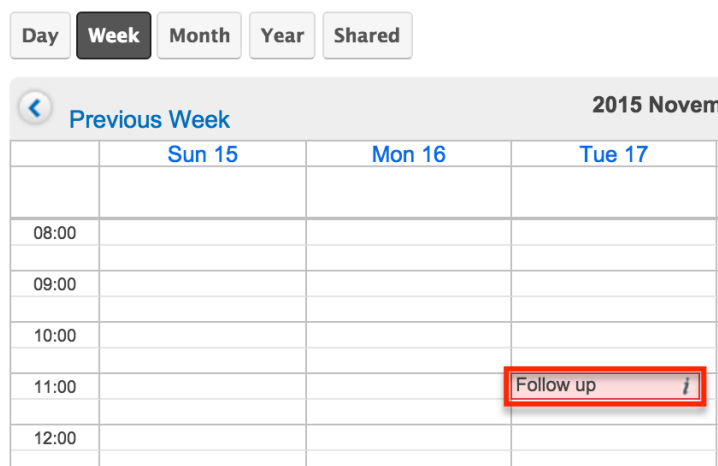 Day Week Month Year Shared
Previous Week 2015 Novem
Sun 15 Mon 16 Tue 17
08:00
09:00
10:00
11:00 Follow up i
12:00